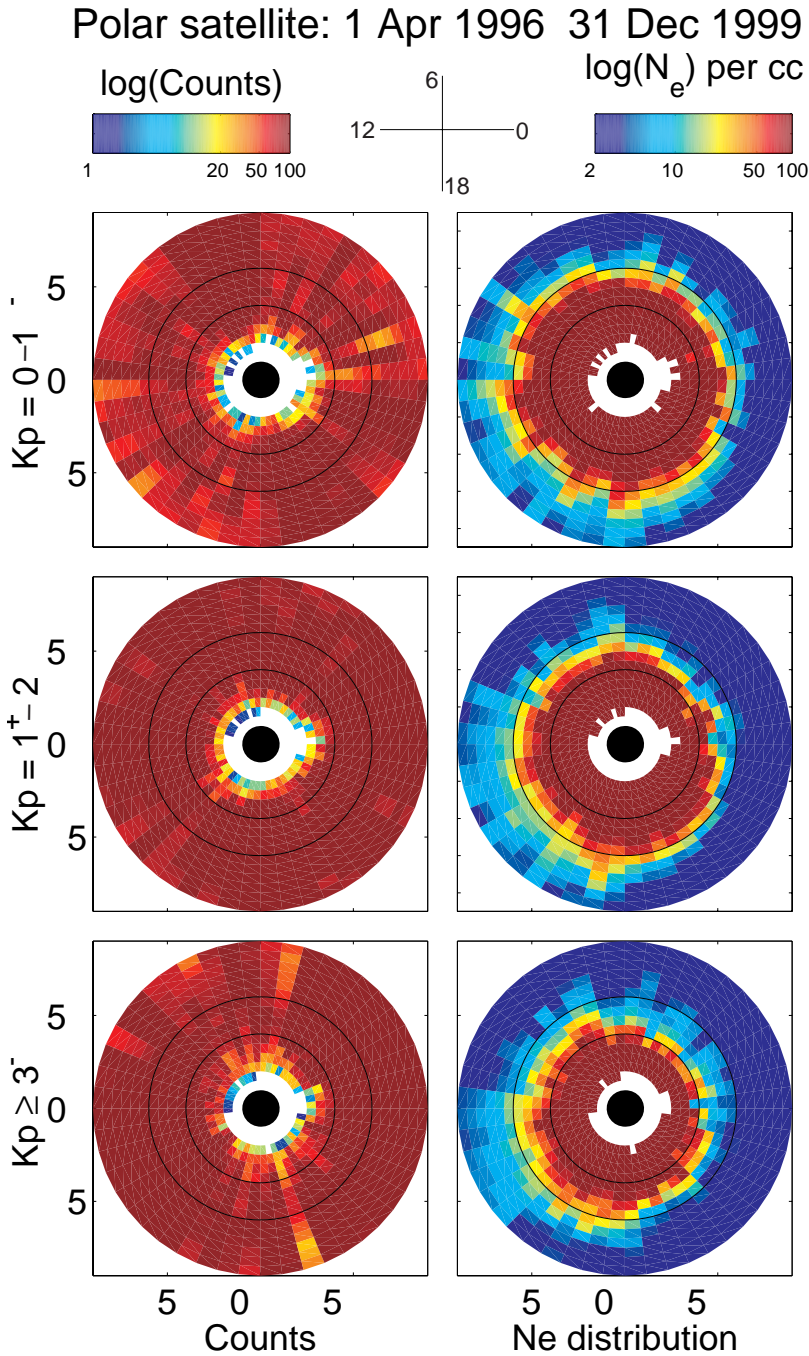 Polar satellite: 1 Apr 1996 31 Dec 1999
log(Counts)
log(N_e) per cc
6
12
0
18
1 20 50 100
2 10 20 50 100
Kp = 0−1⁻
5
0
5
Kp = 1⁺−2
5
0
5
Kp ≥ 3⁻
5
0
5
5 0 5
5 0 5
Counts
Ne distribution